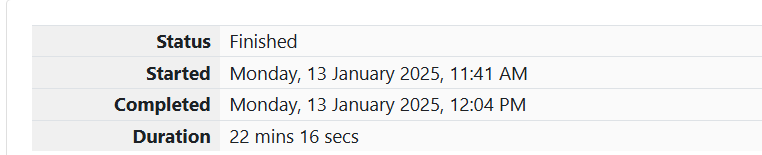 Status Finished
Started Monday, 13 January 2025, 11:41 AM
Completed Monday, 13 January 2025, 12:04 PM
Duration 22 mins 16 secs